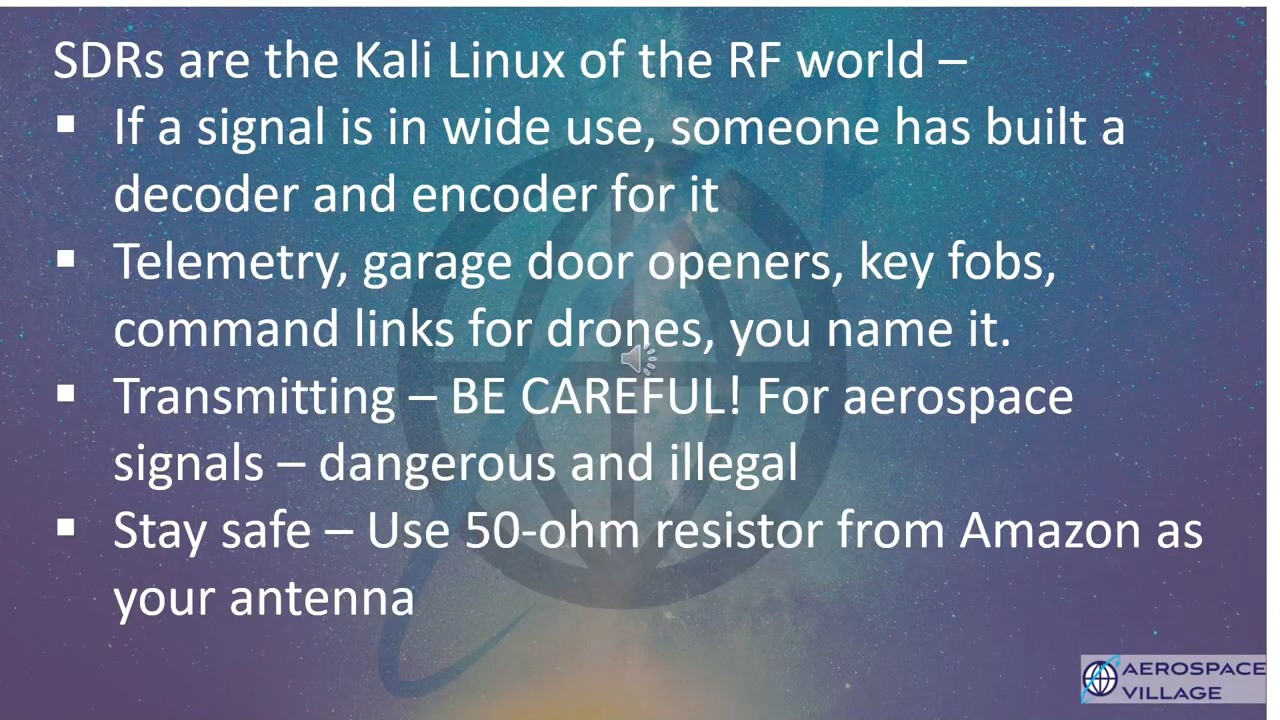 SDRs are the Kali Linux of the RF world –
▪ If a signal is in wide use, someone has built a
decoder and encoder for it
▪ Telemetry, garage door openers, key fobs,
command links for drones, you name it.
▪ Transmitting – BE CAREFUL! For aerospace
signals – dangerous and illegal
▪ Stay safe – Use 50-ohm resistor from Amazon as
your antenna
AEROSPACE
VILLAGE